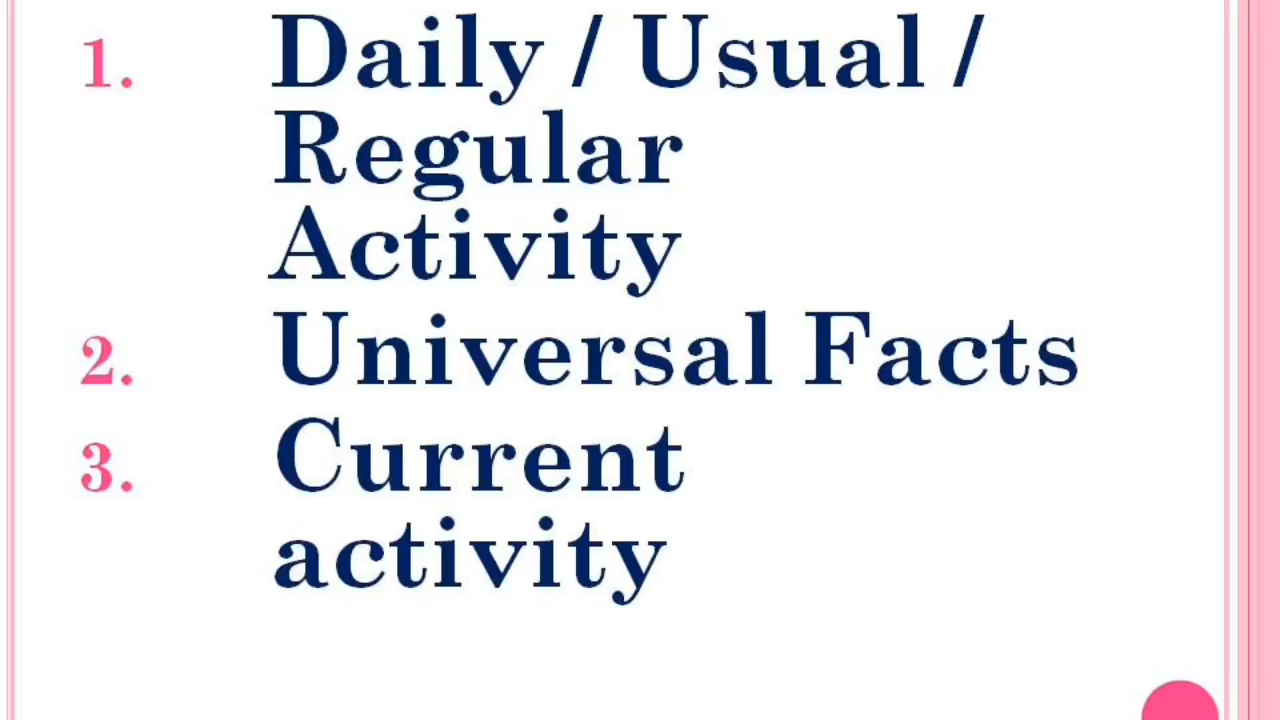 1. Daily / Usual /
Regular
Activity
2. Universal Facts
3. Current
activity